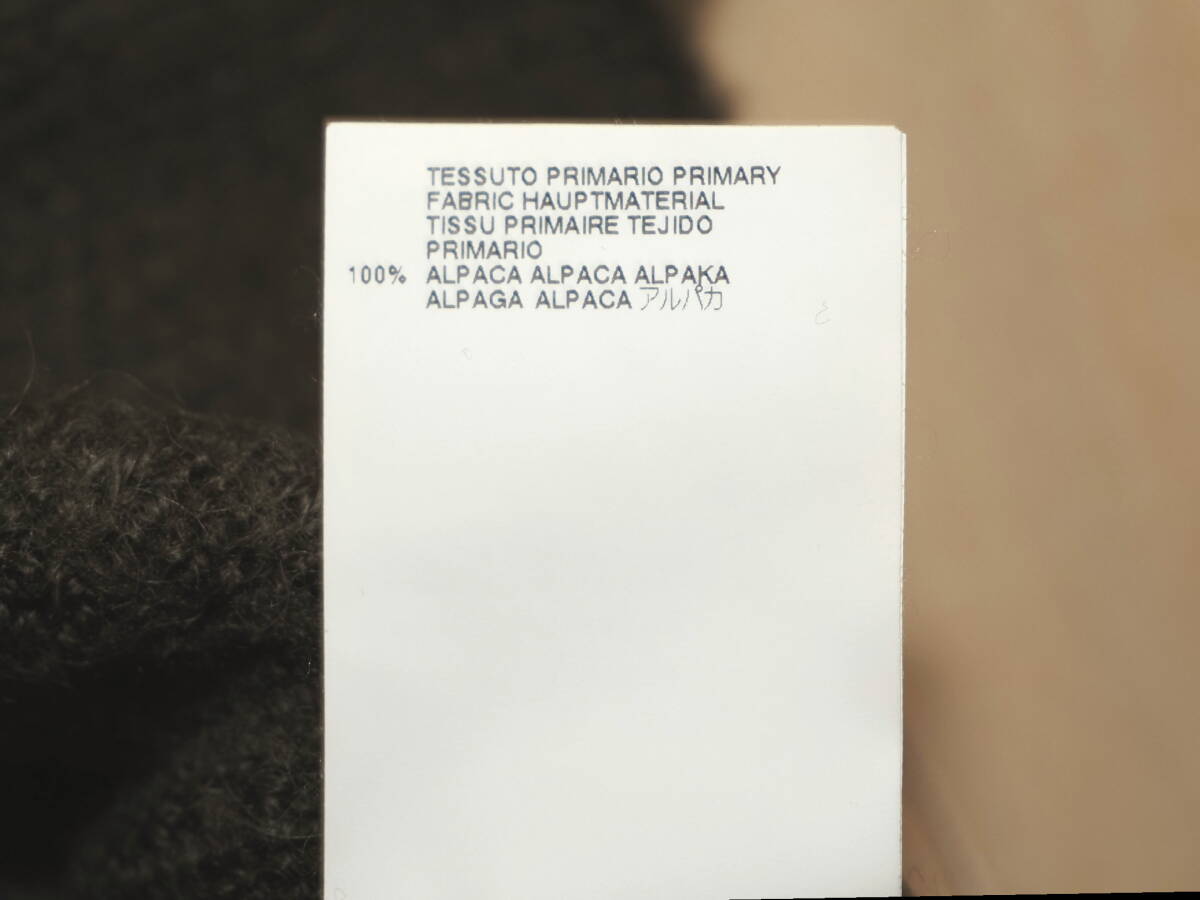 TESSUTO PRIMARIO PRIMARY
FABRIC HAUPTMATERIAL
TISSU PRIMAIRE TEJIDO
PRIMARIO
100% ALPACA ALPACA ALPAKA
ALPAGA ALPACA アルパカ